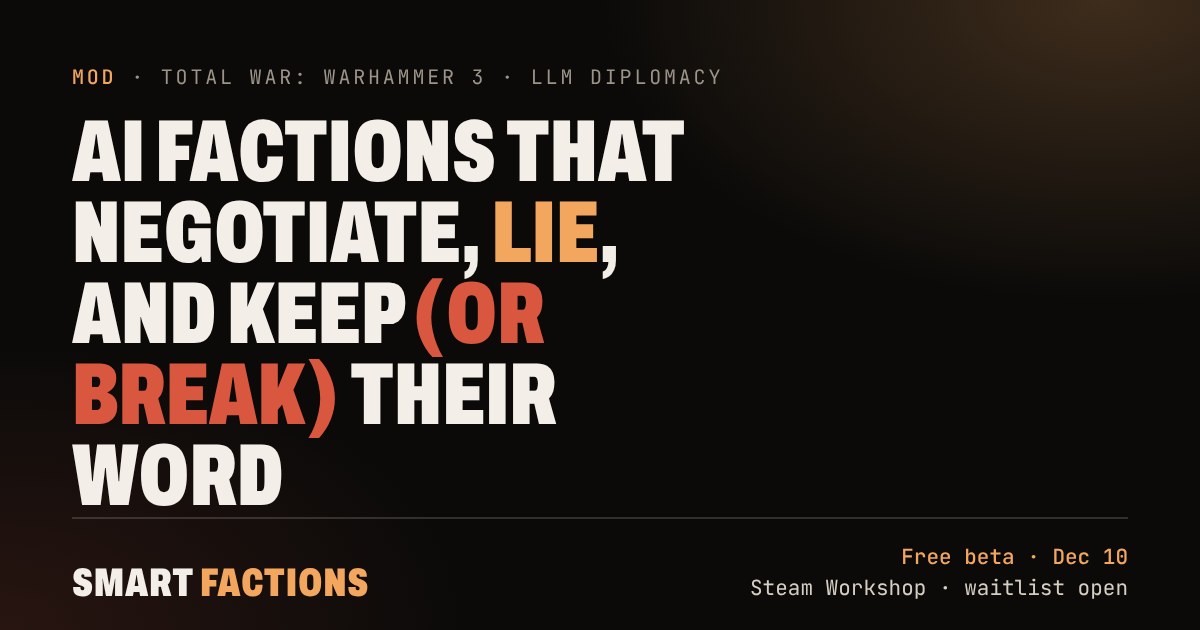 MOD · TOTAL WAR: WARHAMMER 3 · LLM DIPLOMACY
AI FACTIONS THAT
NEGOTIATE, LIE,
AND KEEP (OR
BREAK) THEIR
WORD
SMART FACTIONS
Free beta · Dec 10
Steam Workshop · waitlist open